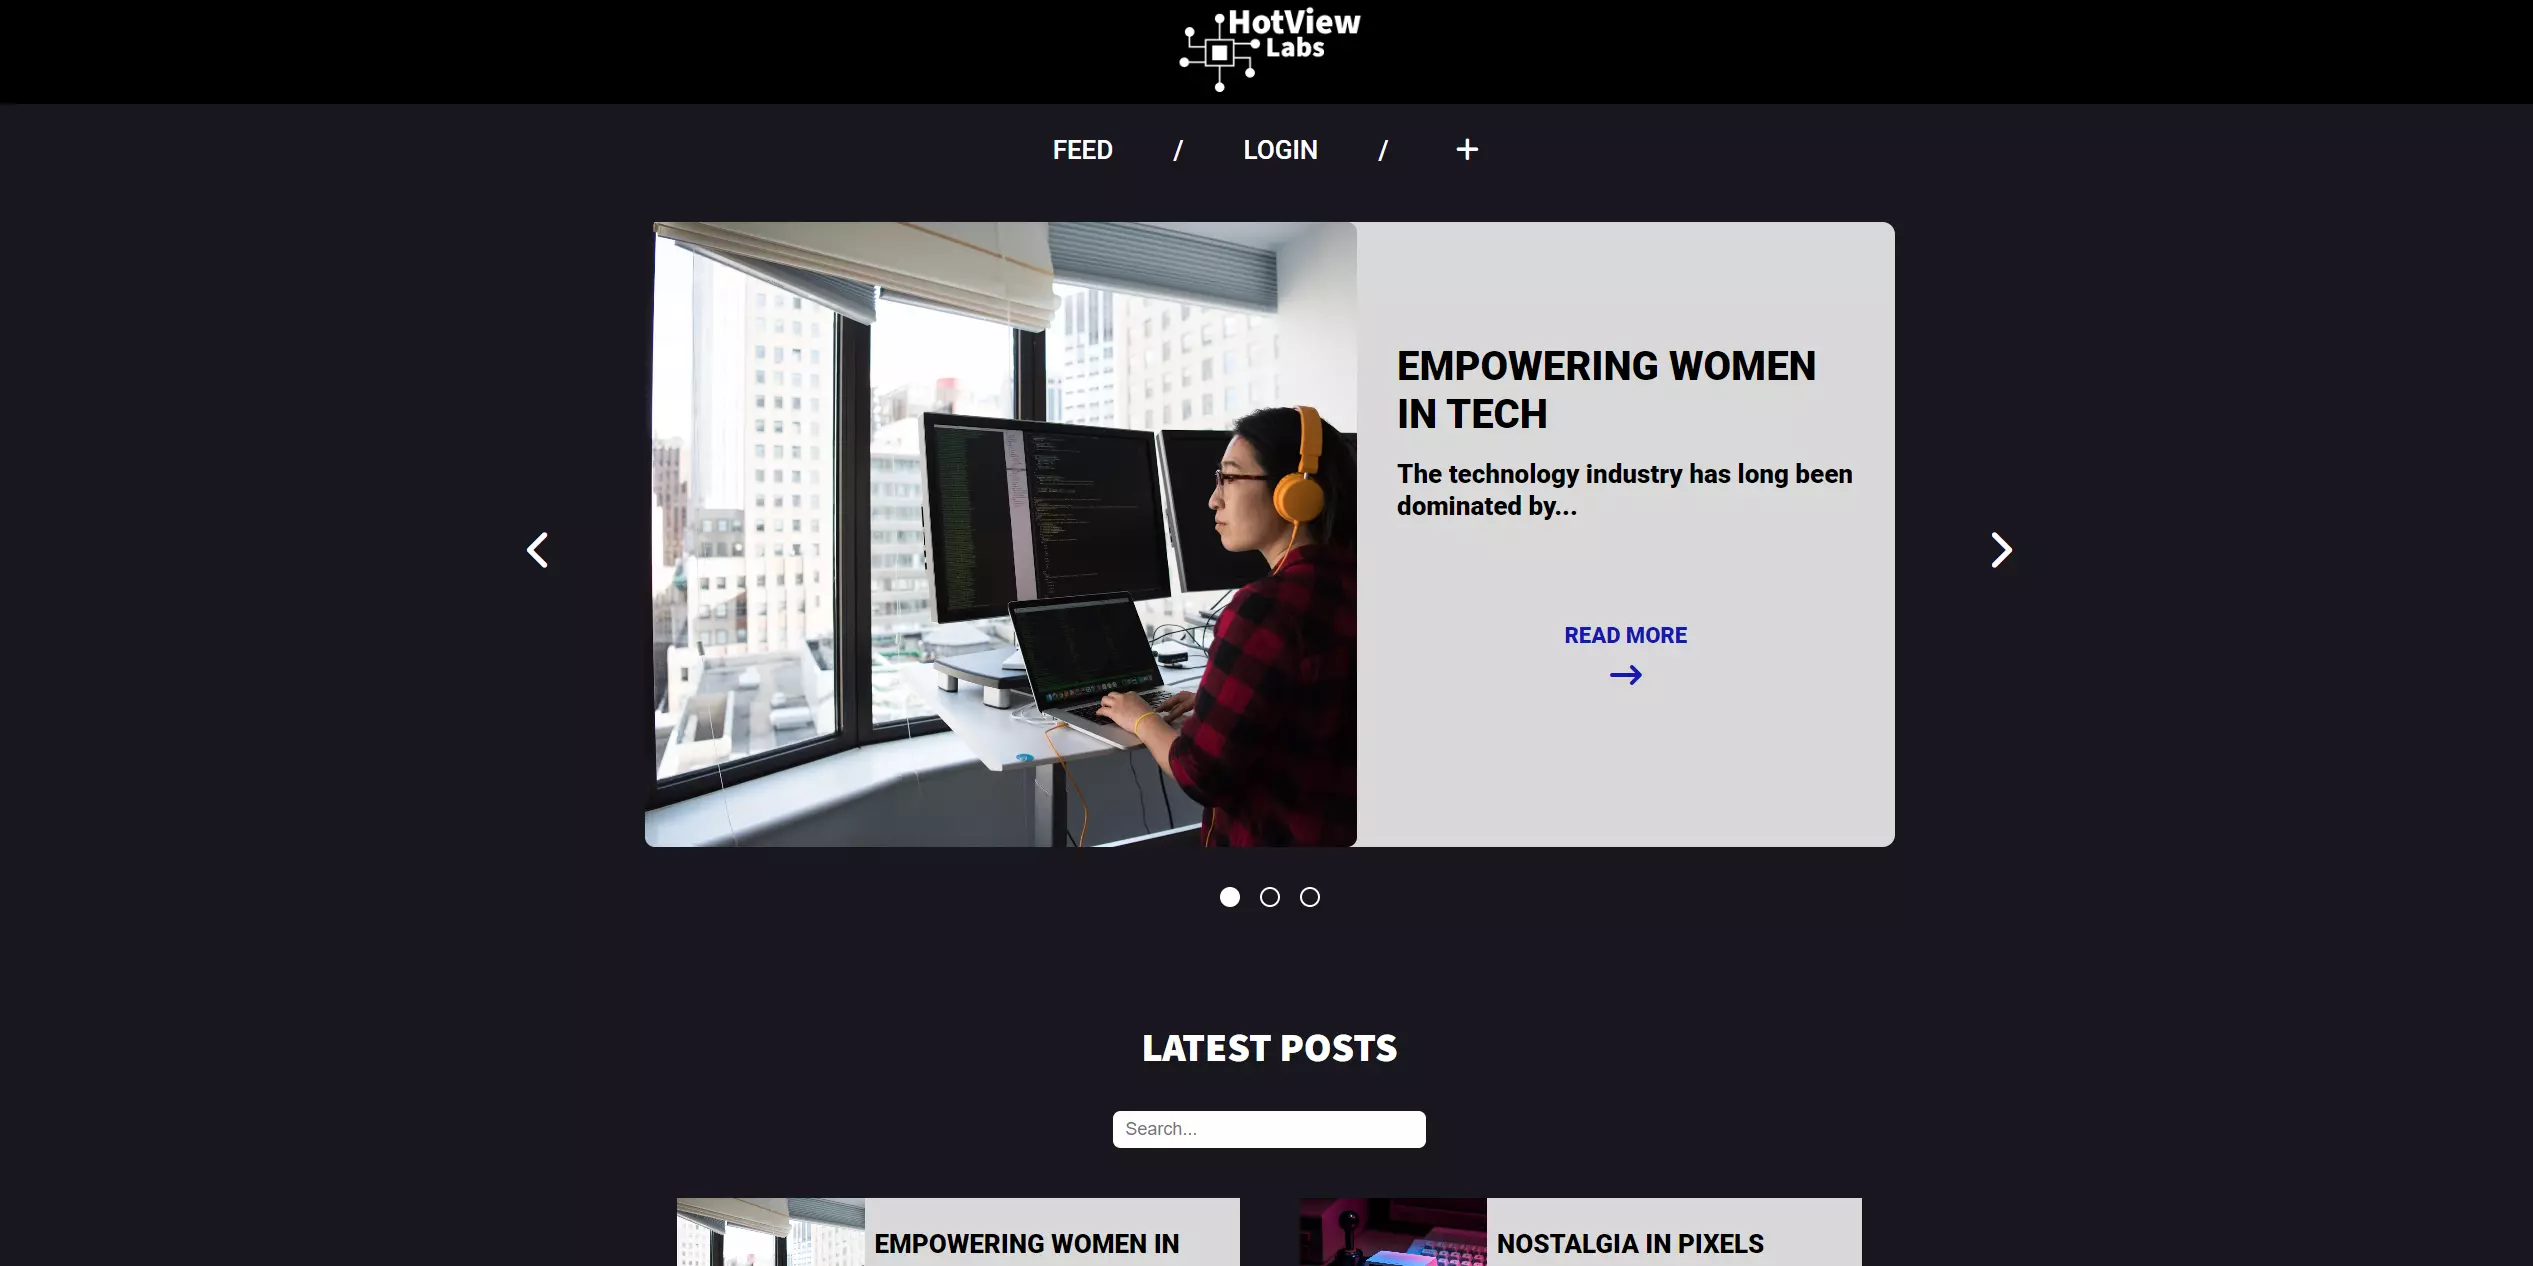 HotView
Labs
FEED / LOGIN / +
EMPOWERING WOMEN
IN TECH
The technology industry has long been
dominated by...
READ MORE
LATEST POSTS
Search...
EMPOWERING WOMEN IN
NOSTALGIA IN PIXELS